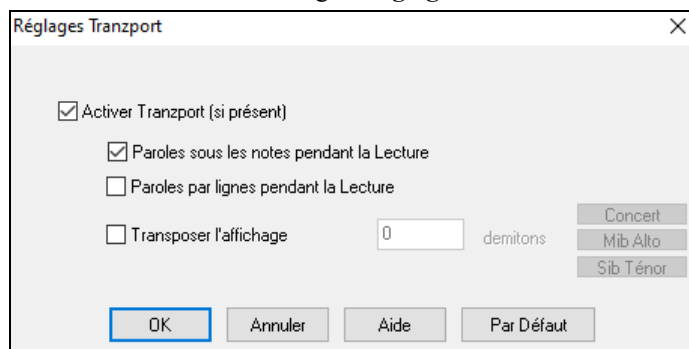 Réglages Tranzport
Activer Tranzport (si présent)
Paroles sous les notes pendant la Lecture
Paroles par lignes pendant la Lecture
Transposer l'affichage 0 demitons
Concert
Mib Alto
Sib Ténor
OK Annuler Aide Par Défaut